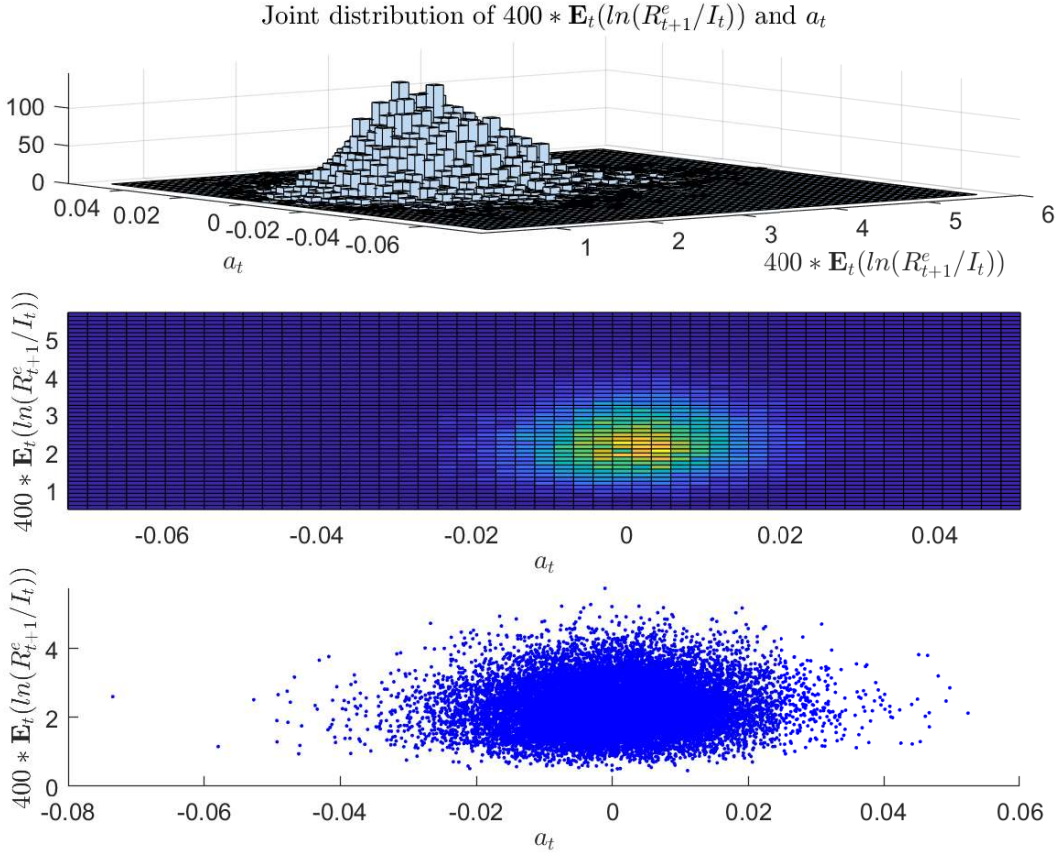 Joint distribution of 400 ∗ E_t(ln(R^e_{t+1}/I_t)) and a_t
100
50
0
0.04 0.02 0 -0.02 -0.04 -0.06
1 2 3 4 5 6
a_t
400 ∗ E_t(ln(R^e_{t+1}/I_t))
400 ∗ E_t(ln(R^e_{t+1}/I_t))
5
4
3
2
1
-0.06 -0.04 -0.02 0 0.02 0.04
a_t
400 ∗ E_t(ln(R^e_{t+1}/I_t))
4
2
0
-0.08 -0.06 -0.04 -0.02 0 0.02 0.04 0.06
a_t